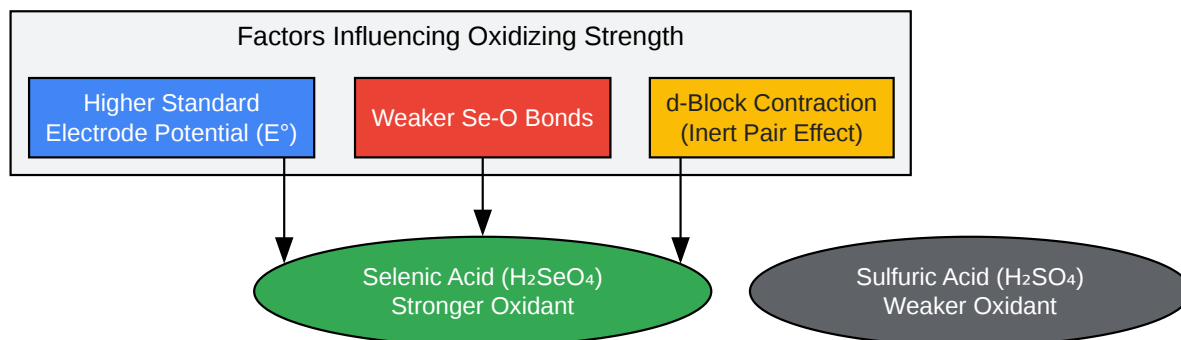 Factors Influencing Oxidizing Strength
Higher Standard
Electrode Potential (E°)
Weaker Se-O Bonds
d-Block Contraction
(Inert Pair Effect)
Selenic Acid (H₂SeO₄)
Stronger Oxidant
Sulfuric Acid (H₂SO₄)
Weaker Oxidant